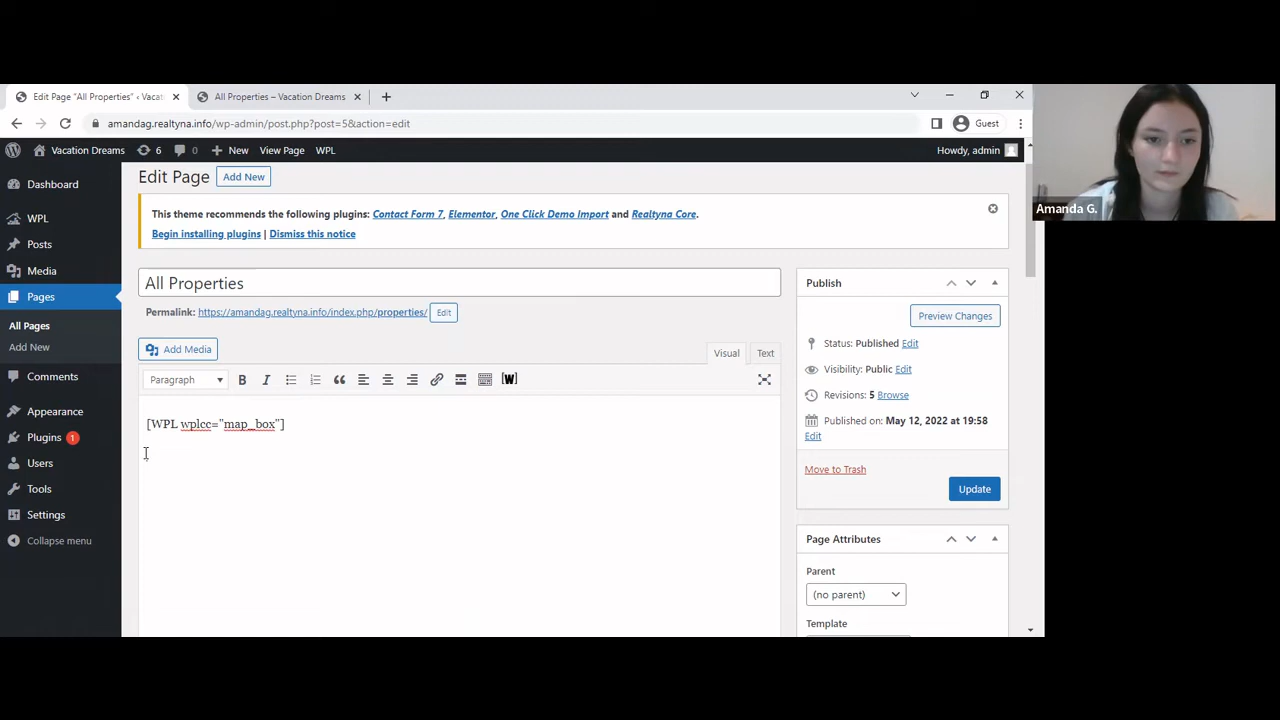 Edit Page "All Properties" ‹ Vacat
All Properties – Vacation Dreams
amandag.realtyna.info/wp-admin/post.php?post=5&action=edit
Guest
Vacation Dreams
6
0
New
View Page
WPL
Howdy, admin
Amanda G.
Dashboard
WPL
Posts
Media
Pages
All Pages
Add New
Comments
Appearance
Plugins 1
Users
Tools
Settings
Collapse menu
Edit Page
Add New
This theme recommends the following plugins: Contact Form 7, Elementor, One Click Demo Import and Realtyna Core.
Begin installing plugins | Dismiss this notice
All Properties
Permalink: https://amandag.realtyna.info/index.php/properties/ Edit
Add Media
Visual
Text
Paragraph
[W]
[WPL wplcc="map_box"]
Publish
Preview Changes
Status: Published Edit
Visibility: Public Edit
Revisions: 5 Browse
Published on: May 12, 2022 at 19:58
Edit
Move to Trash
Update
Page Attributes
Parent
(no parent)
Template